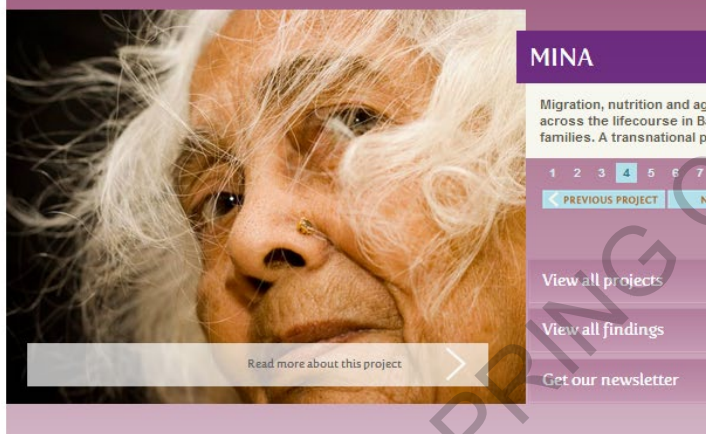 MINA
Migration, nutrition and
across the lifecourse in
families. A transnational
1 2 3 4 5 6 7
PREVIOUS PROJECT
View all projects
View all findings
Get our newsletter
Read more about this project
PRING